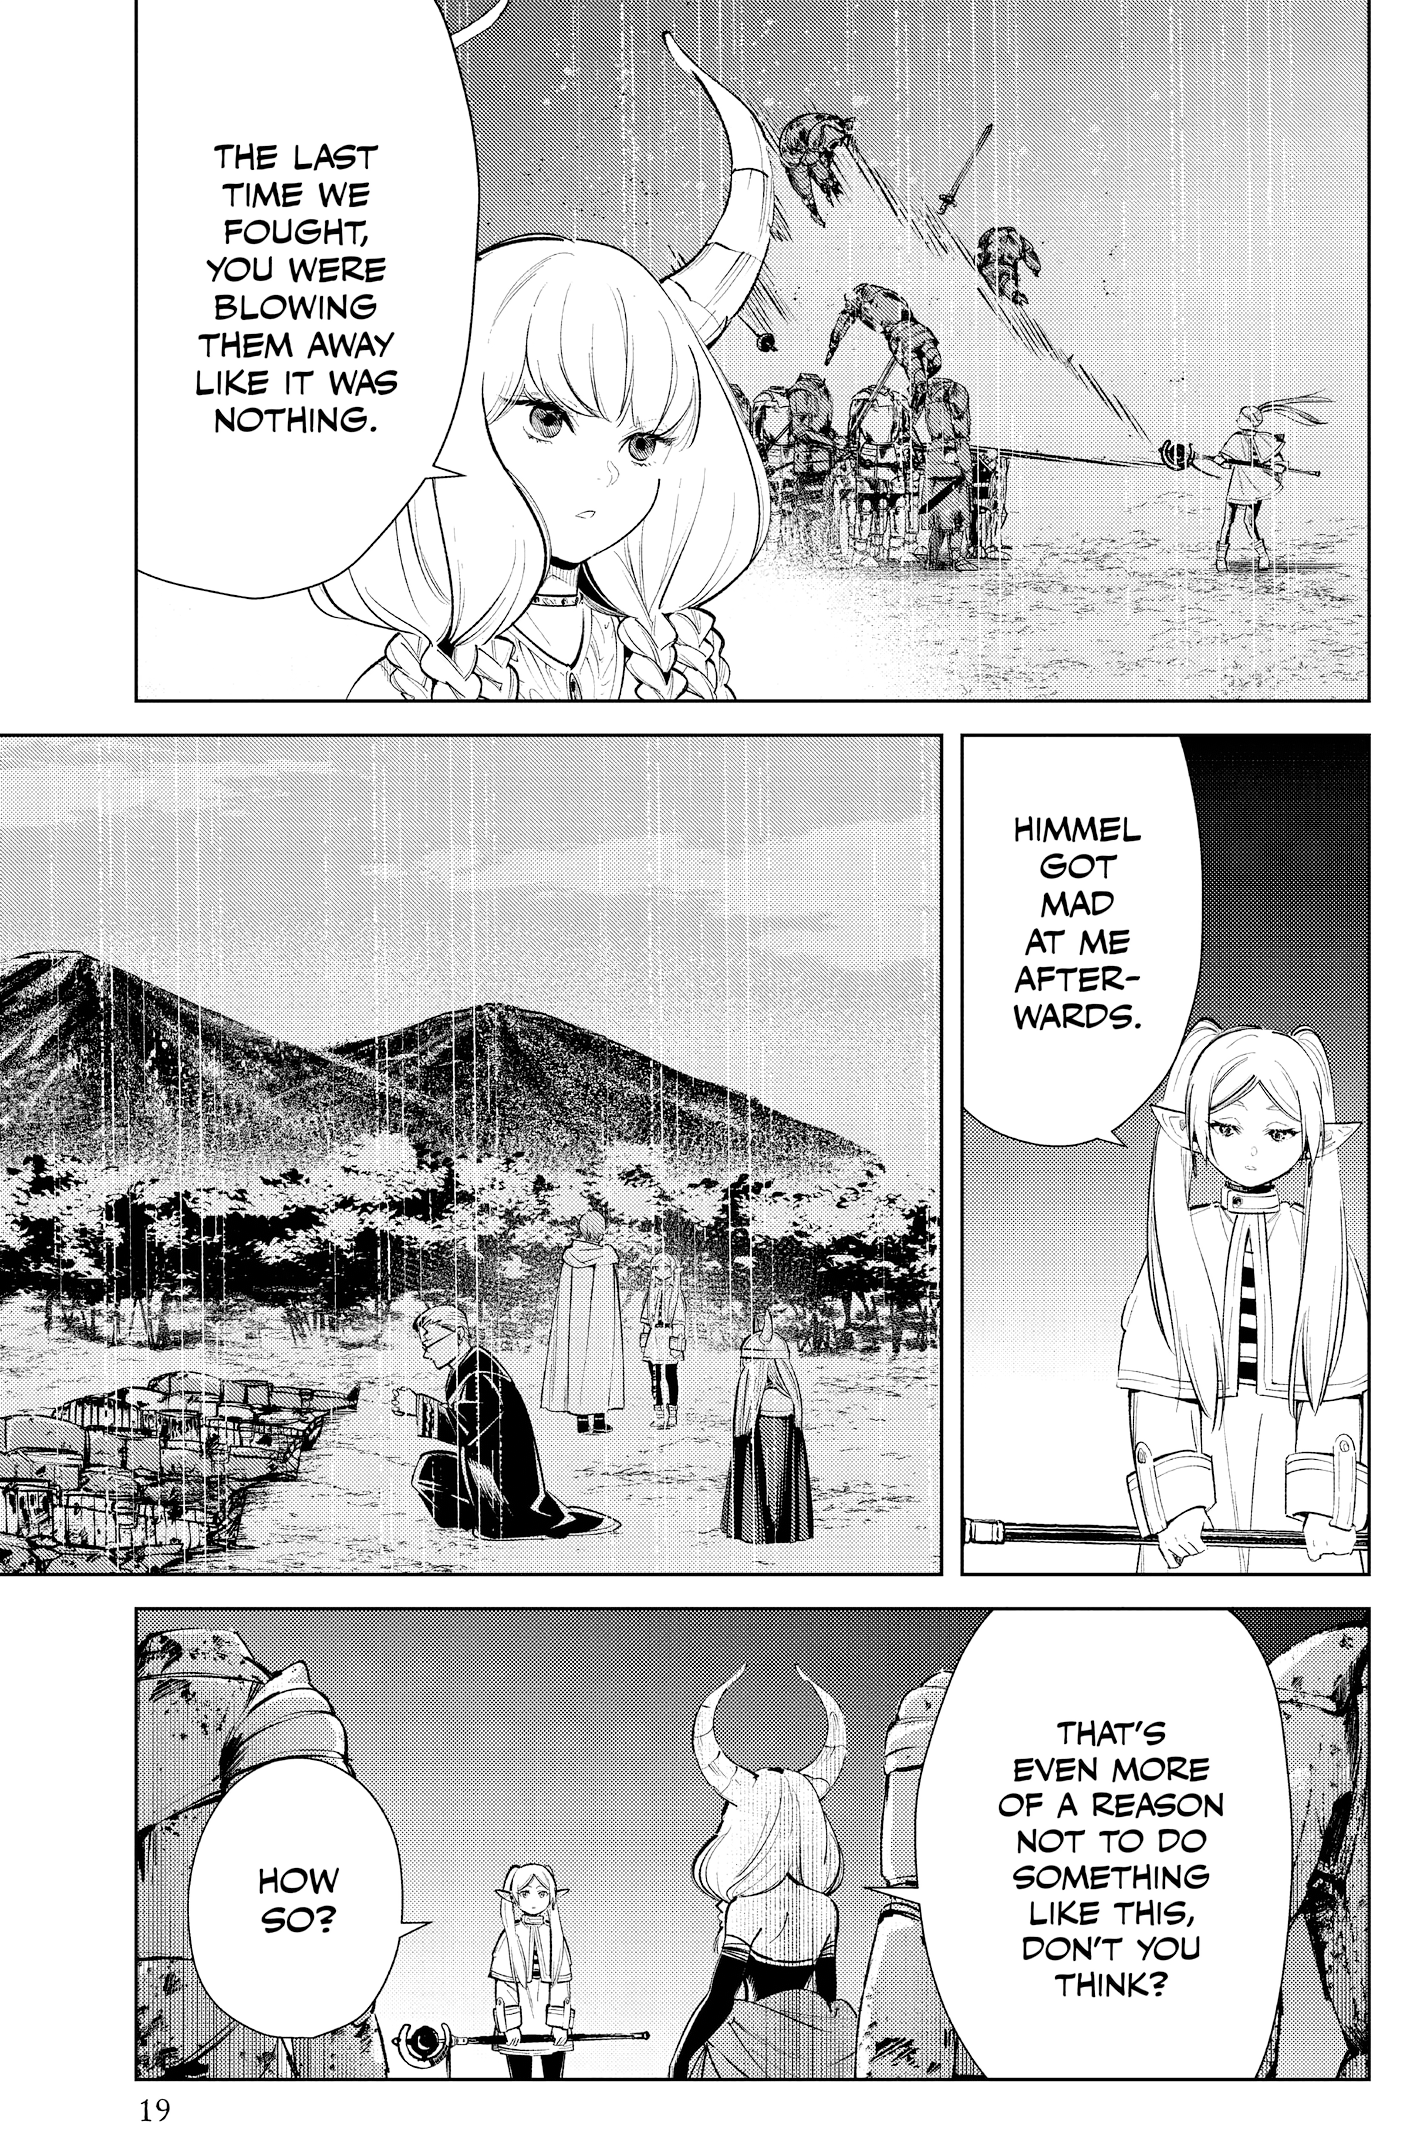 THE LAST
TIME WE
FOUGHT,
YOU WERE
BLOWING
THEM AWAY
LIKE IT WAS
NOTHING.
HIMMEL
GOT
MAD
AT ME
AFTER-
WARDS.
THAT'S
EVEN MORE
OF A REASON
NOT TO DO
SOMETHING
LIKE THIS,
DON'T YOU
THINK?
HOW
SO?
19